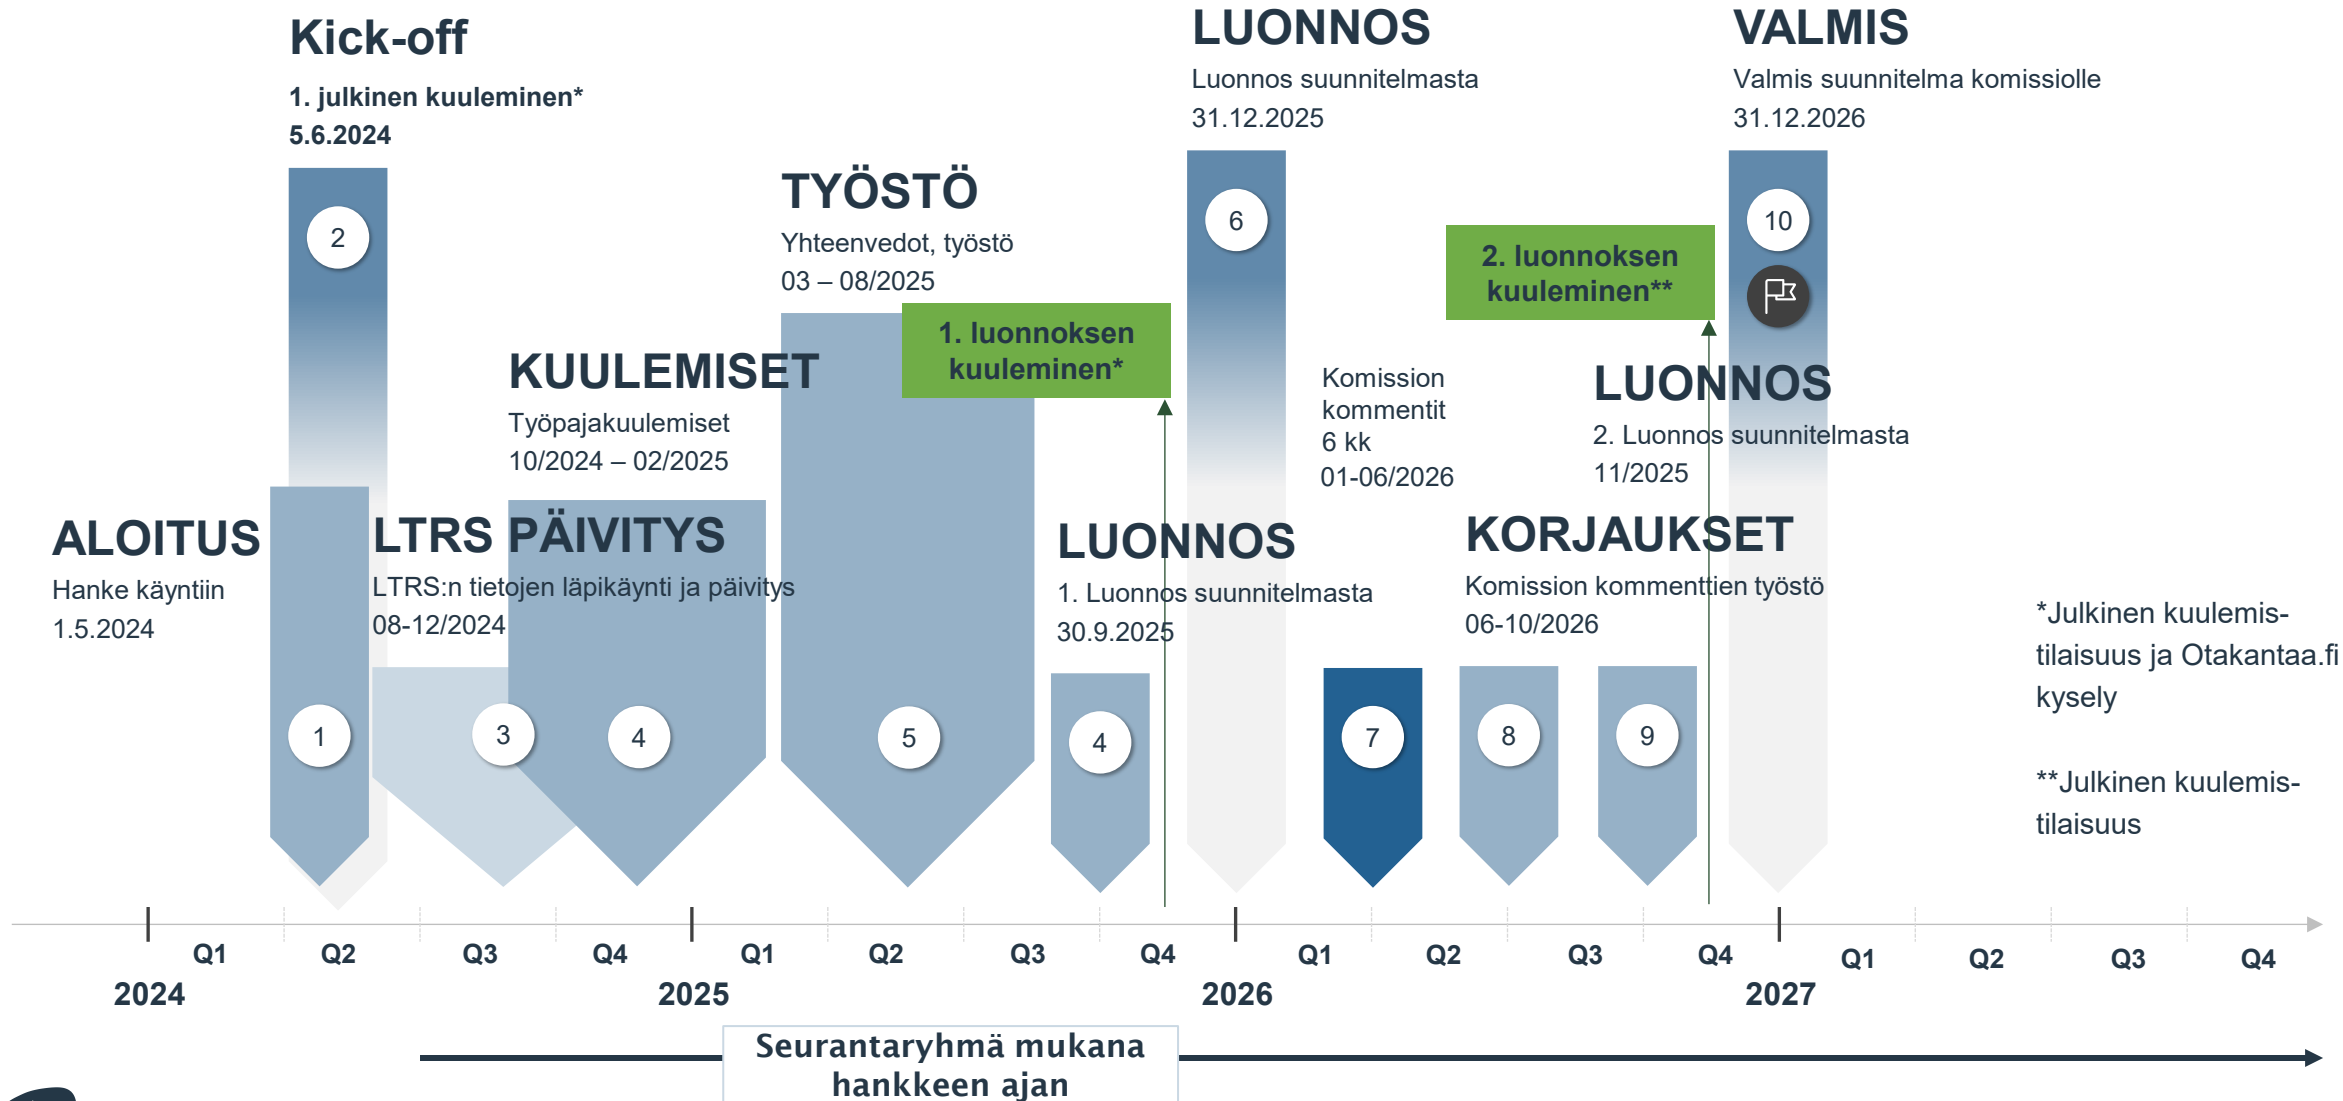 Kick-off
1. julkinen kuuleminen*
5.6.2024
2
LUONNOS
Luonnos suunnitelmasta
31.12.2025
6
VALMIS
Valmis suunnitelma komissiolle
31.12.2026
10
TYÖSTÖ
Yhteenvedot, työstö
03 – 08/2025
1. luonnoksen
kuuleminen*
2. luonnoksen
kuuleminen**
KUULEMISET
Työpajakuulemiset
10/2024 – 02/2025
Komission
kommentit
6 kk
01-06/2026
LUONNOS
2. Luonnos suunnitelmasta
11/2025
ALOITUS
Hanke käyntiin
1.5.2024
LTRS PÄIVITYS
LTRS:n tietojen läpikäynti ja päivitys
08-12/2024
LUONNOS
1. Luonnos suunnitelmasta
30.9.2025
KORJAUKSET
Komission kommenttien työstö
06-10/2026
*Julkinen kuulemis-
tilaisuus ja Otakantaa.fi
kysely
**Julkinen kuulemis-
tilaisuus
1
3
4
5
4
7
8
9
Q1 Q2 Q3 Q4 Q1 Q2 Q3 Q4 Q1 Q2 Q3 Q4 Q1 Q2 Q3 Q4
2024 2025 2026 2027
Seurantaryhmä mukana
hankkeen ajan